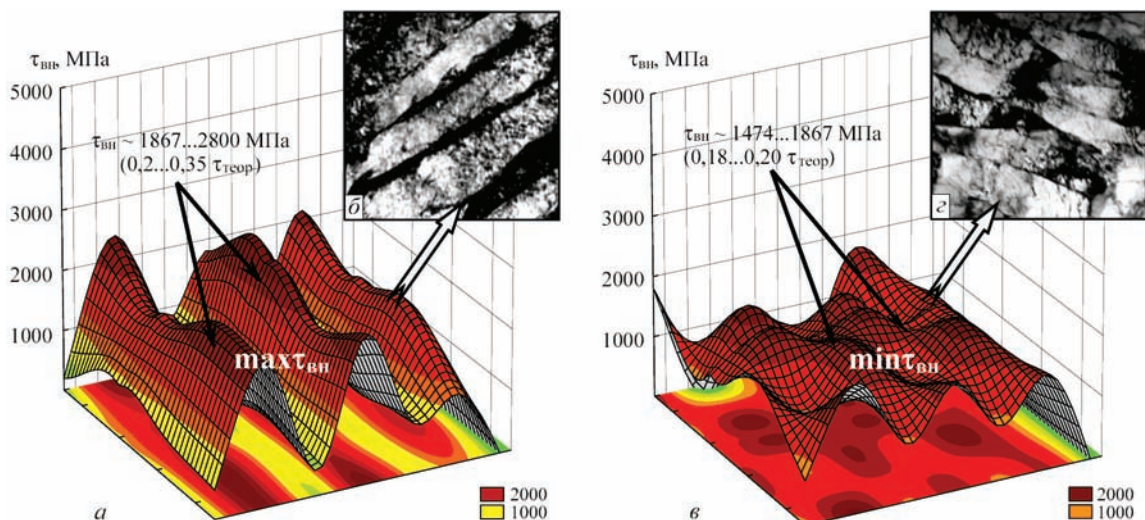 τвн, МПа
5000
4000
3000
2000
1000
τвн ~ 1867...2800 МПа
(0,2...0,35 τтеор)
б
maxτвн
а
2000
1000
τвн, МПа
5000
4000
3000
2000
1000
τвн ~ 1474...1867 МПа
(0,18...0,20 τтеор)
г
minτвн
в
2000
1000